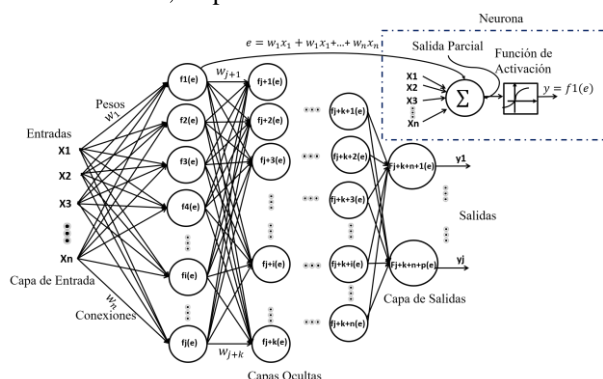 Neurona
e = w₁x₁ + w₁x₁+...+ wₙxₙ
Salida Parcial
Función de
Activación
X1
X2
X3
Xn
Σ
y = f1(e)
Pesos
w₁
Entradas
X1
X2
X3
Xn
Capa de Entrada
wₙ
Conexiones
f1(e)
f2(e)
f3(e)
f4(e)
fi(e)
fj(e)
wⱼ₊₁
wⱼ₊ₖ
fj+1(e)
fj+2(e)
fj+3(e)
fj+i(e)
fj+k(e)
Capas Ocultas
fj+k+1(e)
fj+k+2(e)
fj+k+3(e)
fj+k+i(e)
fj+k+n(e)
Fj+k+n+1(e)
Fj+k+n+p(e)
y1
Salidas
yj
Capa de Salidas